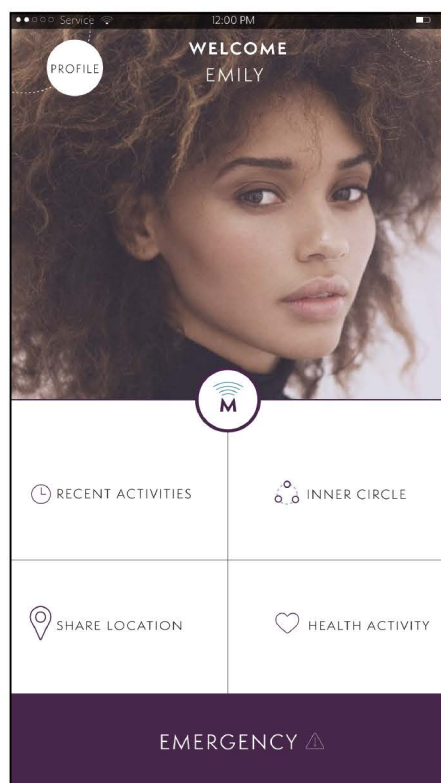 Service 12:00 PM
WELCOME
EMILY
PROFILE
M
RECENT ACTIVITIES
INNER CIRCLE
SHARE LOCATION
HEALTH ACTIVITY
EMERGENCY